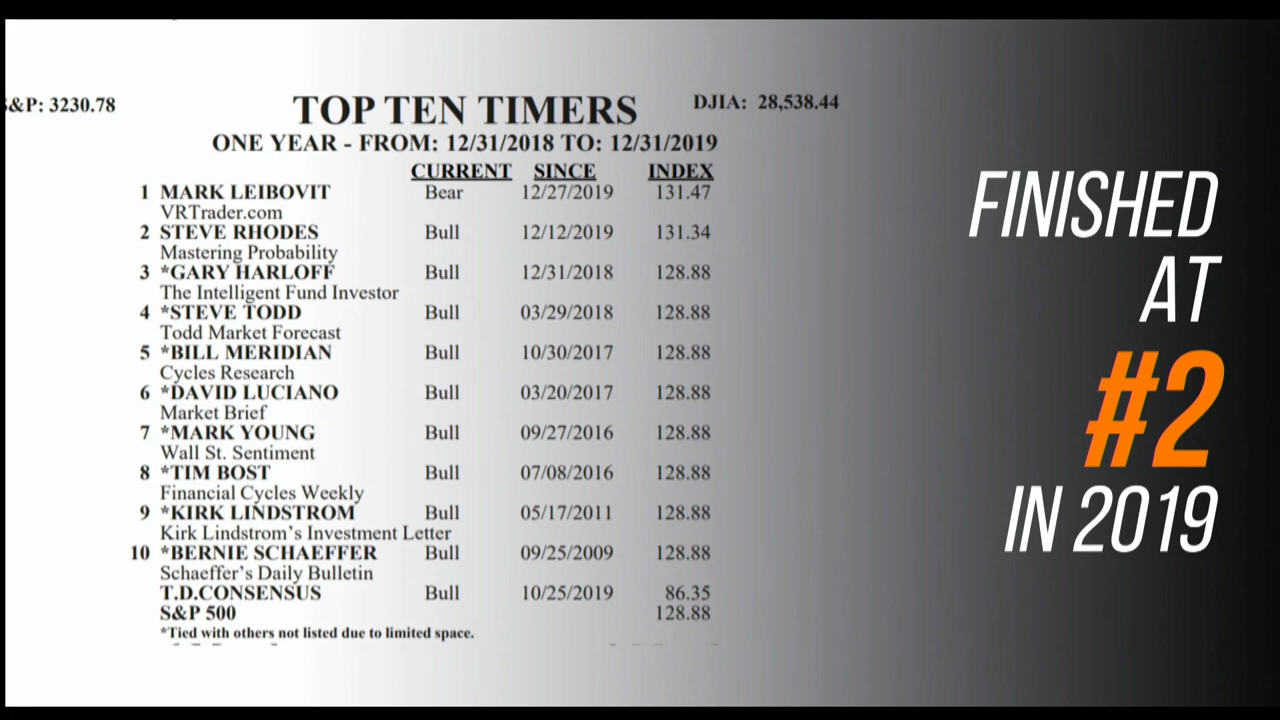 S&P: 3230.78
TOP TEN TIMERS
DJIA: 28,538.44
ONE YEAR - FROM: 12/31/2018 TO: 12/31/2019
CURRENT SINCE INDEX
1 MARK LEIBOVIT Bear 12/27/2019 131.47
VRTrader.com
2 STEVE RHODES Bull 12/12/2019 131.34
Mastering Probability
3 *GARY HARLOFF Bull 12/31/2018 128.88
The Intelligent Fund Investor
4 *STEVE TODD Bull 03/29/2018 128.88
Todd Market Forecast
5 *BILL MERIDIAN Bull 10/30/2017 128.88
Cycles Research
6 *DAVID LUCIANO Bull 03/20/2017 128.88
Market Brief
7 *MARK YOUNG Bull 09/27/2016 128.88
Wall St. Sentiment
8 *TIM BOST Bull 07/08/2016 128.88
Financial Cycles Weekly
9 *KIRK LINDSTROM Bull 05/17/2011 128.88
Kirk Lindstrom's Investment Letter
10 *BERNIE SCHAEFFER Bull 09/25/2009 128.88
Schaeffer's Daily Bulletin
T.D.CONSENSUS Bull 10/25/2019 86.35
S&P 500 128.88
*Tied with others not listed due to limited space.
FINISHED
AT
#2
IN 2019